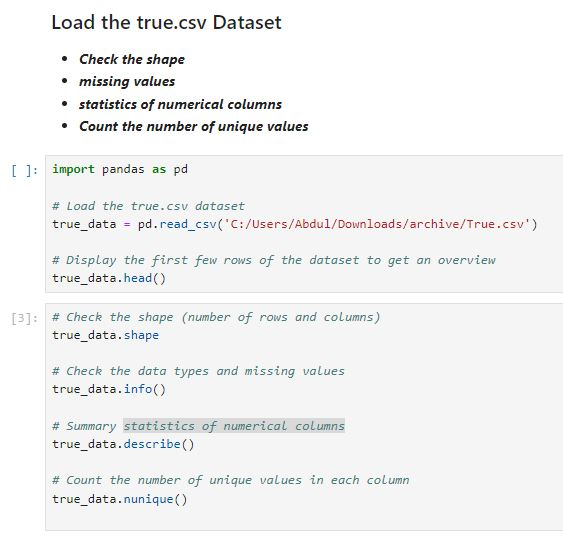 Load the true.csv Dataset
• Check the shape
• missing values
• statistics of numerical columns
• Count the number of unique values
[ ]: import pandas as pd
# Load the true.csv dataset
true_data = pd.read_csv('C:/Users/Abdul/Downloads/archive/True.csv')
# Display the first few rows of the dataset to get an overview
true_data.head()
[3]: # Check the shape (number of rows and columns)
true_data.shape
# Check the data types and missing values
true_data.info()
# Summary statistics of numerical columns
true_data.describe()
# Count the number of unique values in each column
true_data.nunique()